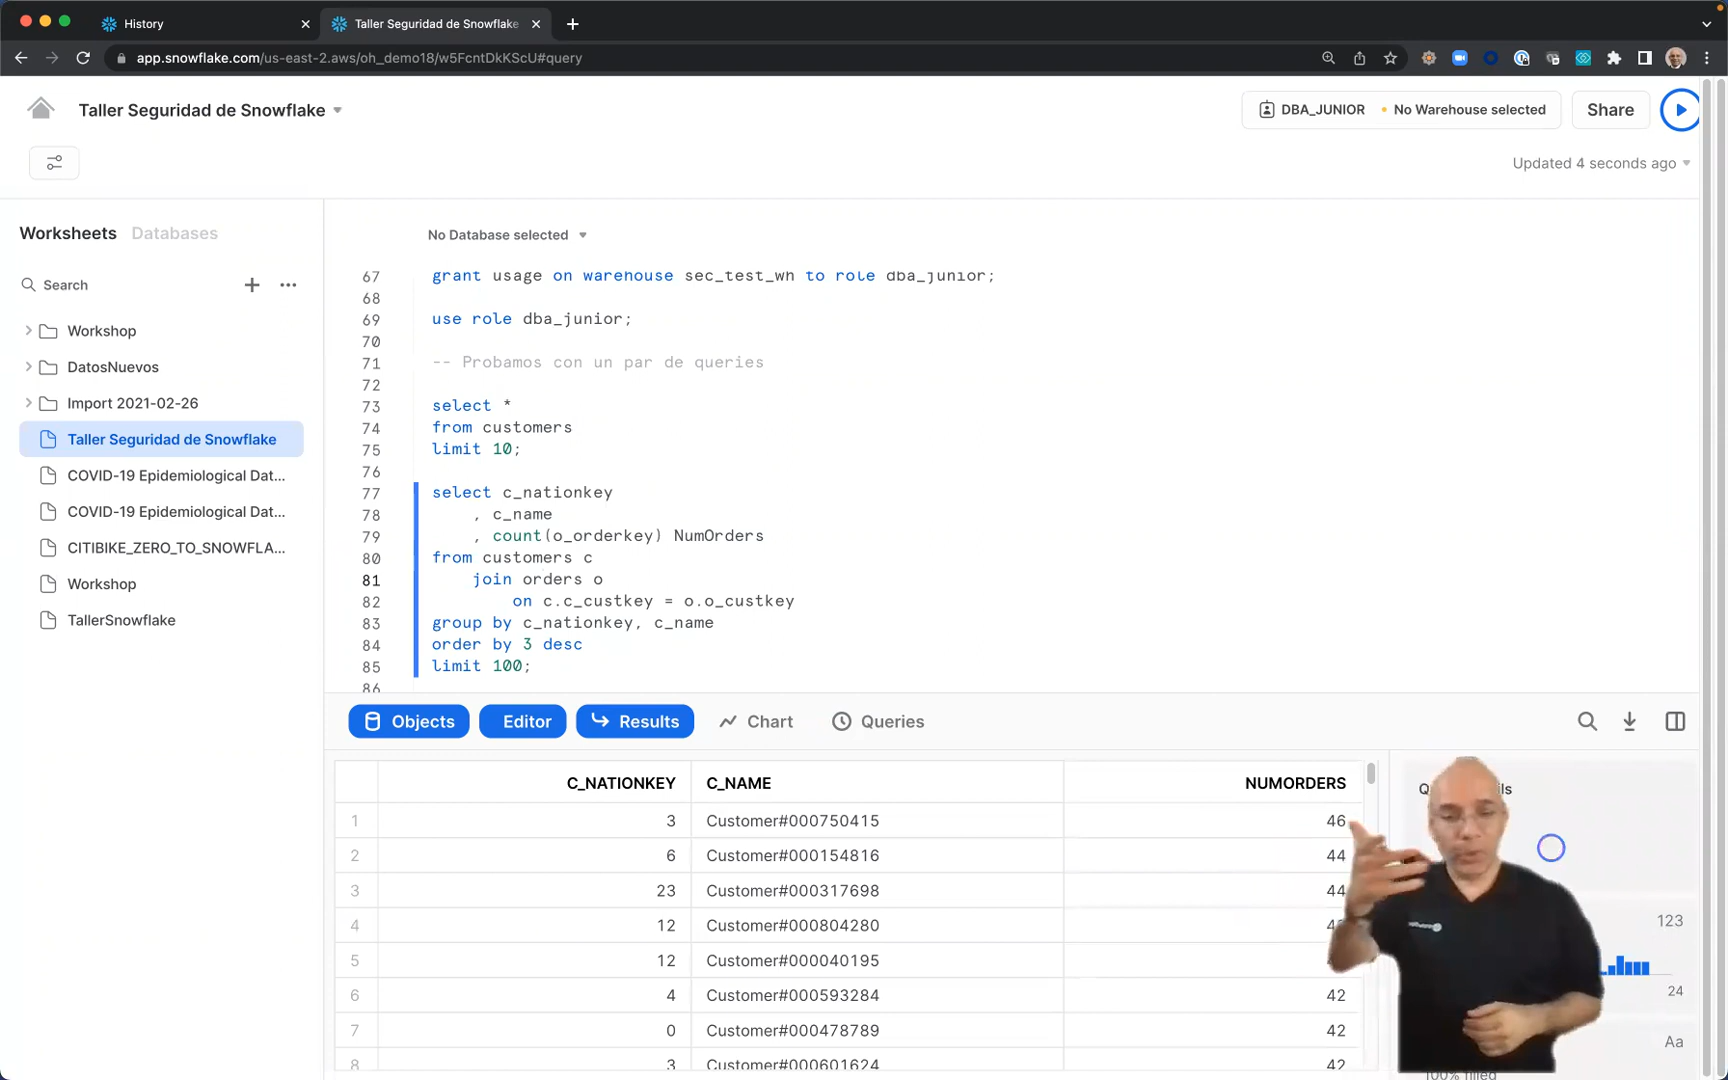 History
Taller Seguridad de Snowflake
app.snowflake.com/us-east-2.aws/oh_demo18/w5FcntDkKScU#query
Taller Seguridad de Snowflake
DBA_JUNIOR
No Warehouse selected
Share
Updated 4 seconds ago
Worksheets
Databases
No Database selected
Search
Workshop
DatosNuevos
Import 2021-02-26
Taller Seguridad de Snowflake
COVID-19 Epidemiological Dat...
COVID-19 Epidemiological Dat...
CITIBIKE_ZERO_TO_SNOWFLA...
Workshop
TallerSnowflake
67 grant usage on warehouse sec_test_wh to role dba_junior;
68
69 use role dba_junior;
70
71 -- Probamos con un par de queries
72
73 select *
74 from customers
75 limit 10;
76
77 select c_nationkey
78 , c_name
79 , count(o_orderkey) NumOrders
80 from customers c
81 join orders o
82 on c.c_custkey = o.o_custkey
83 group by c_nationkey, c_name
84 order by 3 desc
85 limit 100;
86
Objects
Editor
Results
Chart
Queries
C_NATIONKEY C_NAME NUMORDERS
1 3 Customer#000750415 46
2 6 Customer#000154816 44
3 23 Customer#000317698 44
4 12 Customer#000804280
5 12 Customer#000040195
6 4 Customer#000593284 42
7 0 Customer#000478789 42
8 3 Customer#000601624 42
123
24
Aa
100% filled